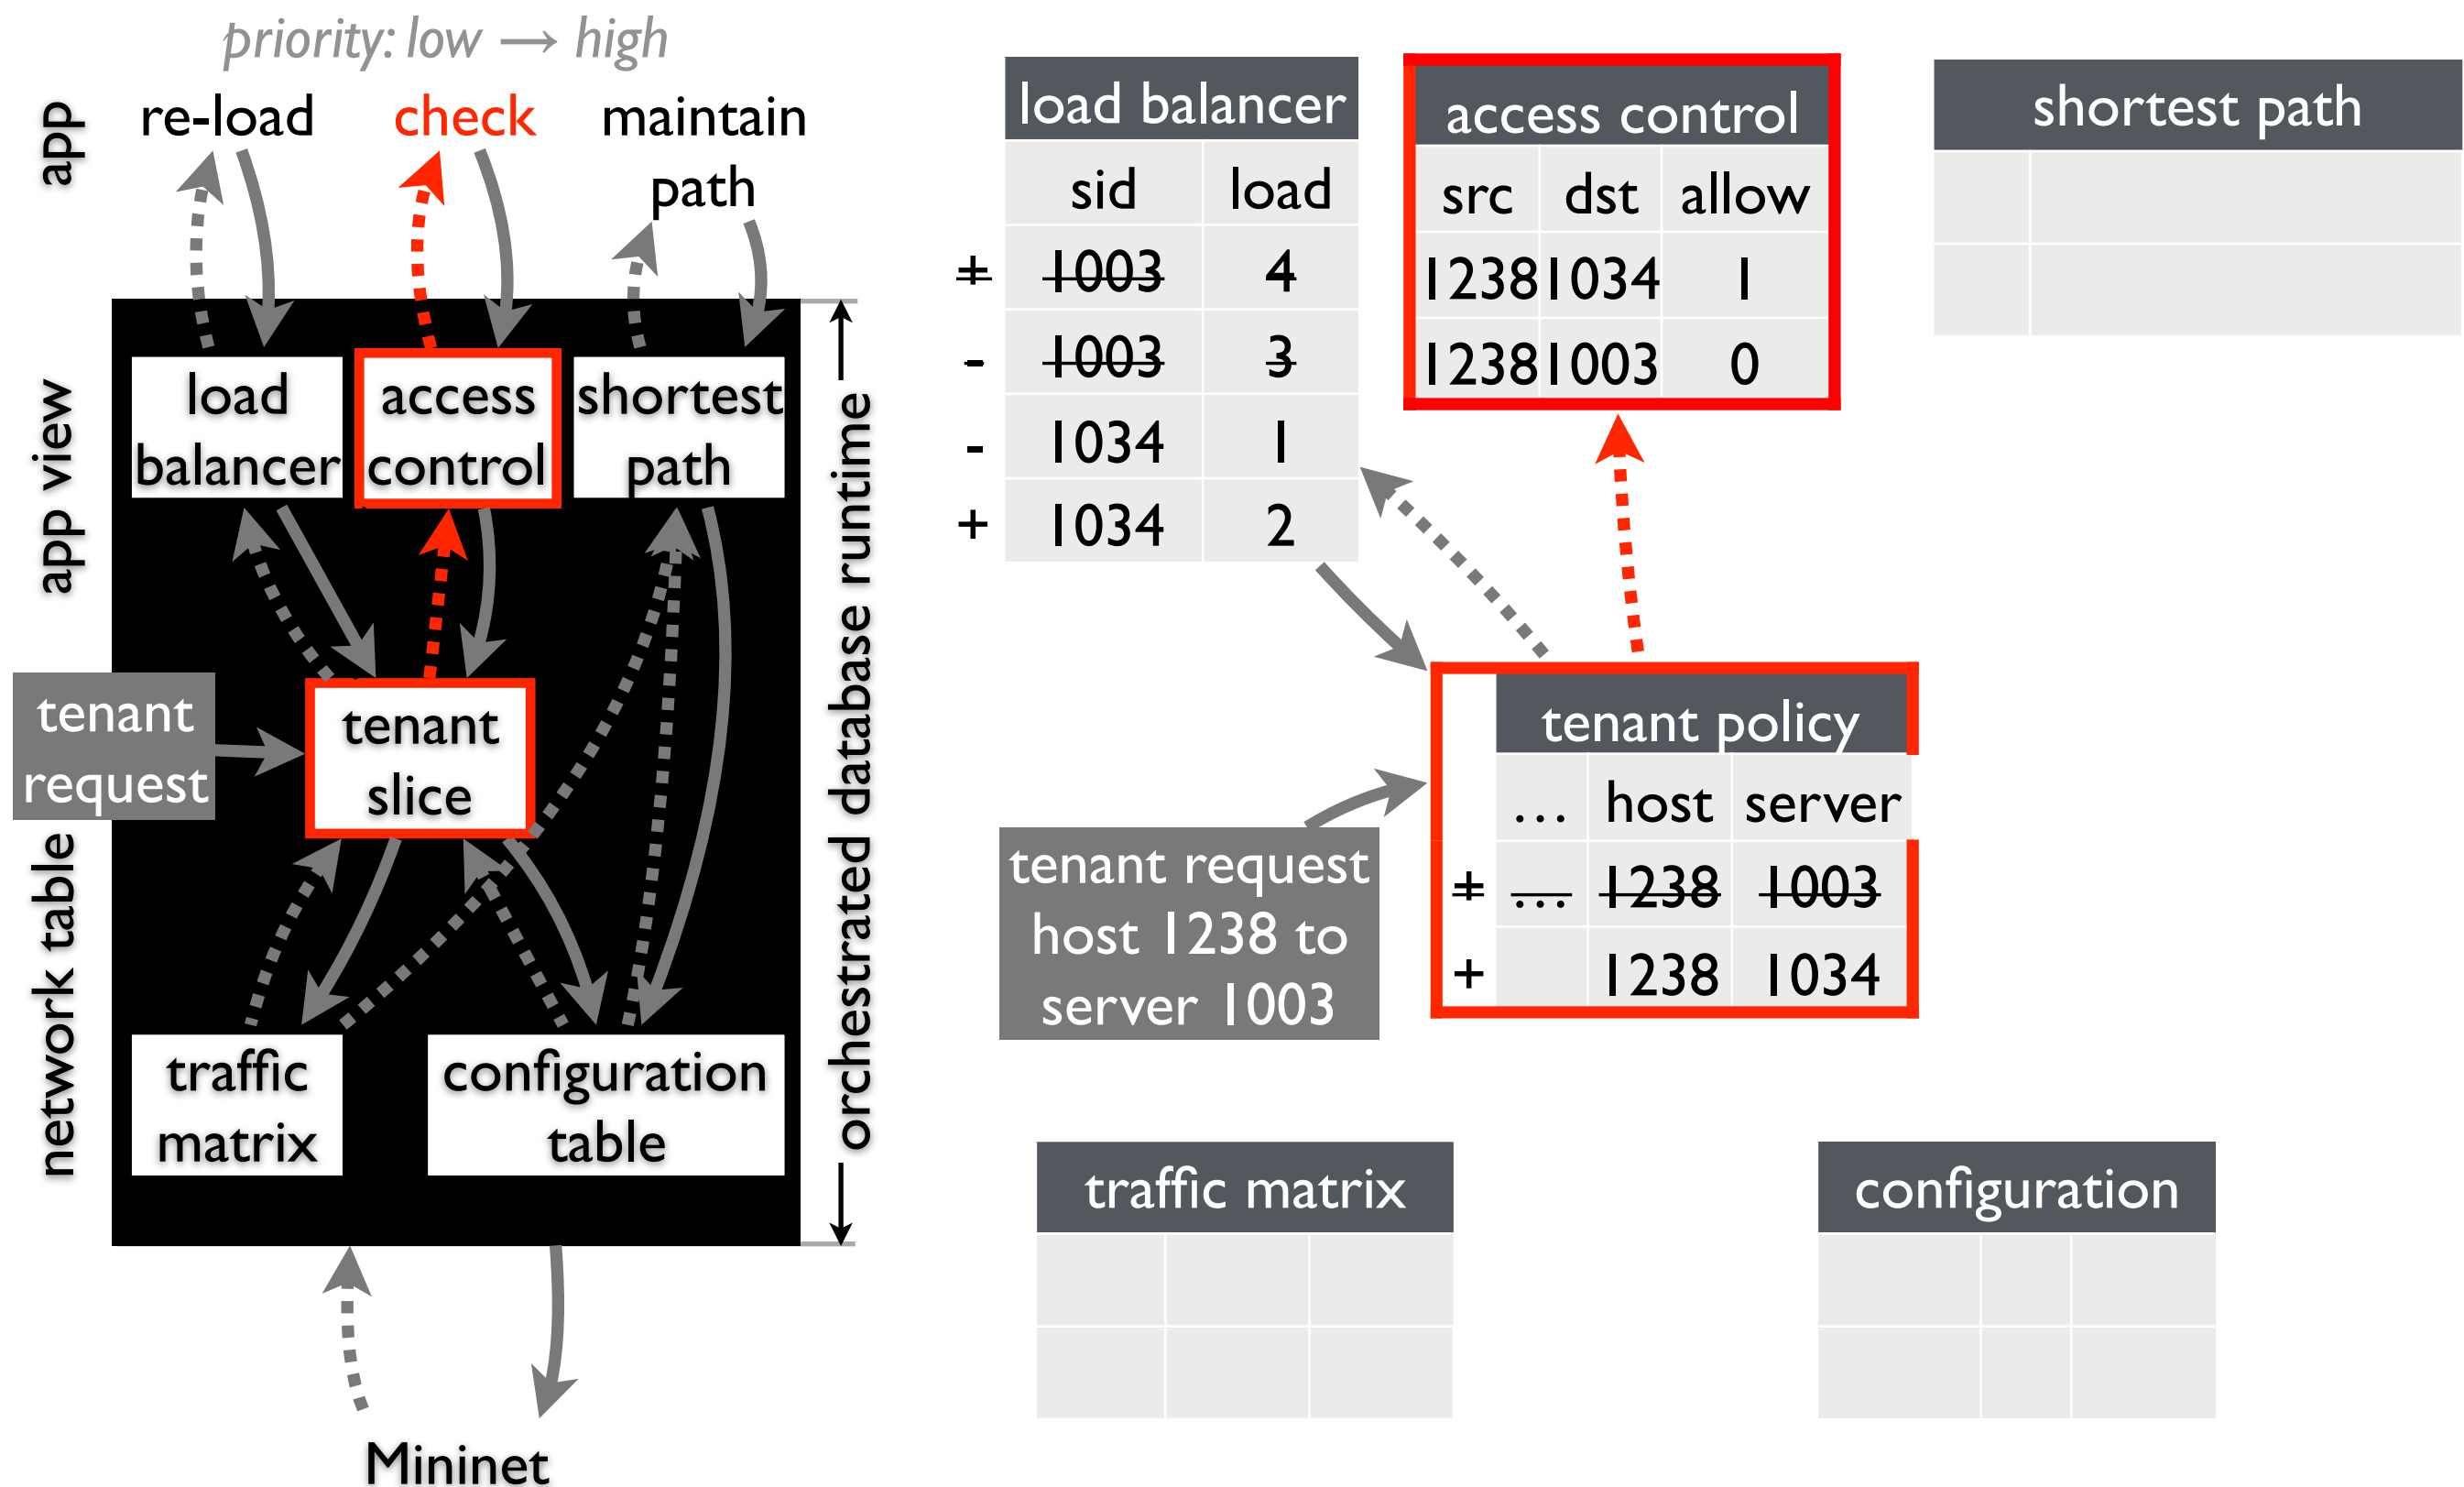 priority: low → high
app
re-load
check
maintain
path
app view
load
balancer
access
control
shortest
path
tenant
request
tenant
slice
network table
traffic
matrix
configuration
table
orchestrated database runtime
Mininet
load balancer
sid load
+ 1003 4
- 1003 3
- 1034 1
+ 1034 2
access control
src dst allow
1238 1034 1
1238 1003 0
shortest path
tenant policy
... host server
+ ... 1238 1003
+ 1238 1034
tenant request
host 1238 to
server 1003
traffic matrix
configuration